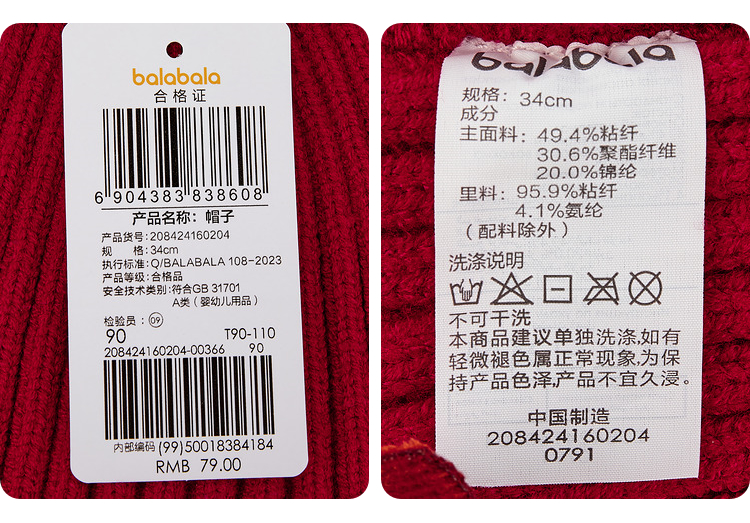 balabala
合格证
6 904383 838608
产品名称：帽子
产品货号：208424160204
规 格：34cm
执行标准：Q/BALABALA 108-2023
产品等级：合格品
安全技术类别：符合GB 31701
A类（婴幼儿用品）
检验员：09
90 T90-110
208424160204-00366 90
内部编码 (99)50018384184
RMB 79.00
balabala
规格：34cm
成分
主面料：49.4%粘纤
30.6%聚酯纤维
20.0%锦纶
里料：95.9%粘纤
4.1%氨纶
（配料除外）
洗涤说明
不可干洗
本商品建议单独洗涤,如有
轻微褪色属正常现象,为保
持产品色泽,产品不宜久浸。
中国制造
208424160204
0791